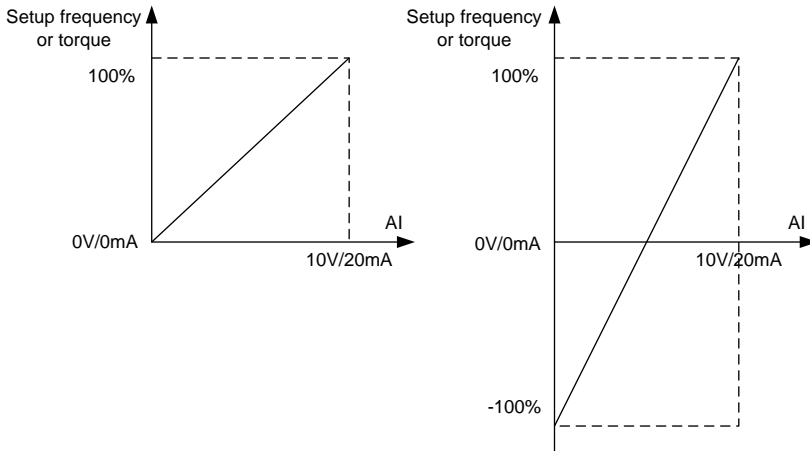 Setup frequency
or torque
100%
0V/0mA
AI
10V/20mA
Setup frequency
or torque
100%
0V/0mA
AI
10V/20mA
-100%